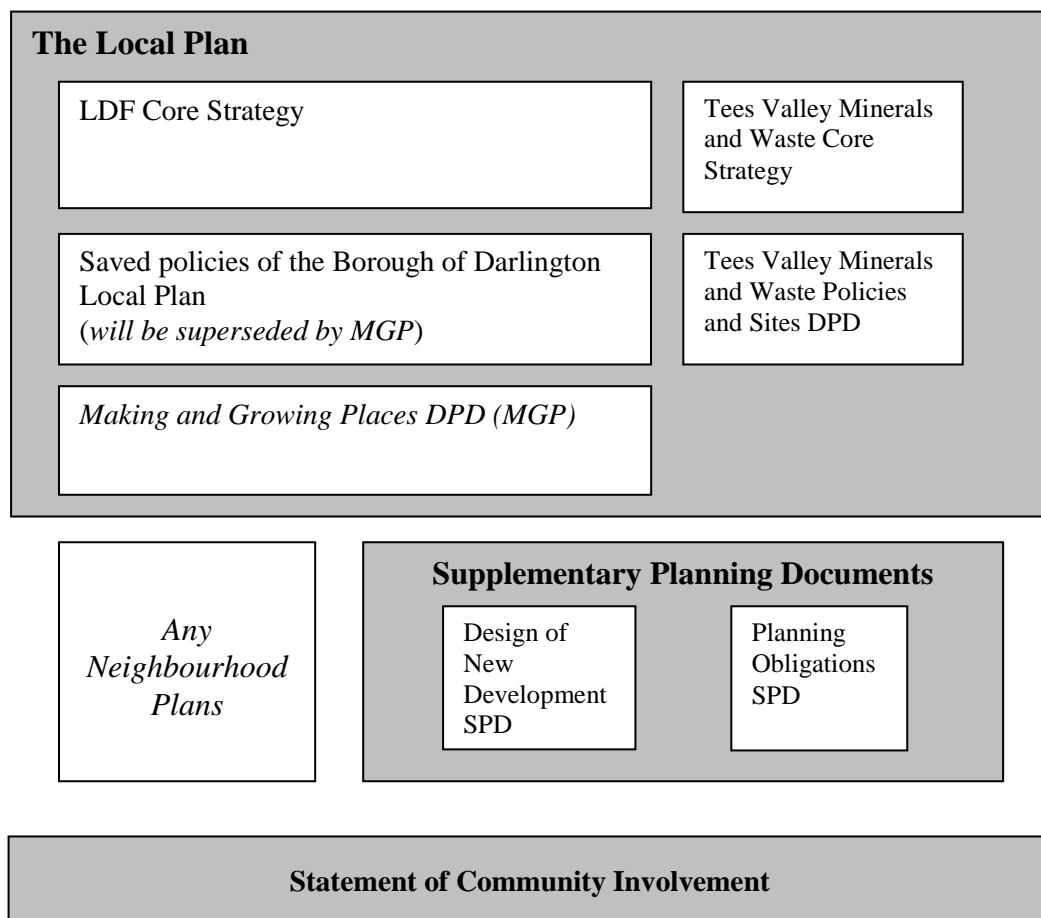 The Local Plan
LDF Core Strategy
Tees Valley Minerals
and Waste Core
Strategy
Saved policies of the Borough of Darlington
Local Plan
(will be superseded by MGP)
Tees Valley Minerals
and Waste Policies
and Sites DPD
Making and Growing Places DPD (MGP)
Any
Neighbourhood
Plans
Supplementary Planning Documents
Design of
New
Development
SPD
Planning
Obligations
SPD
Statement of Community Involvement